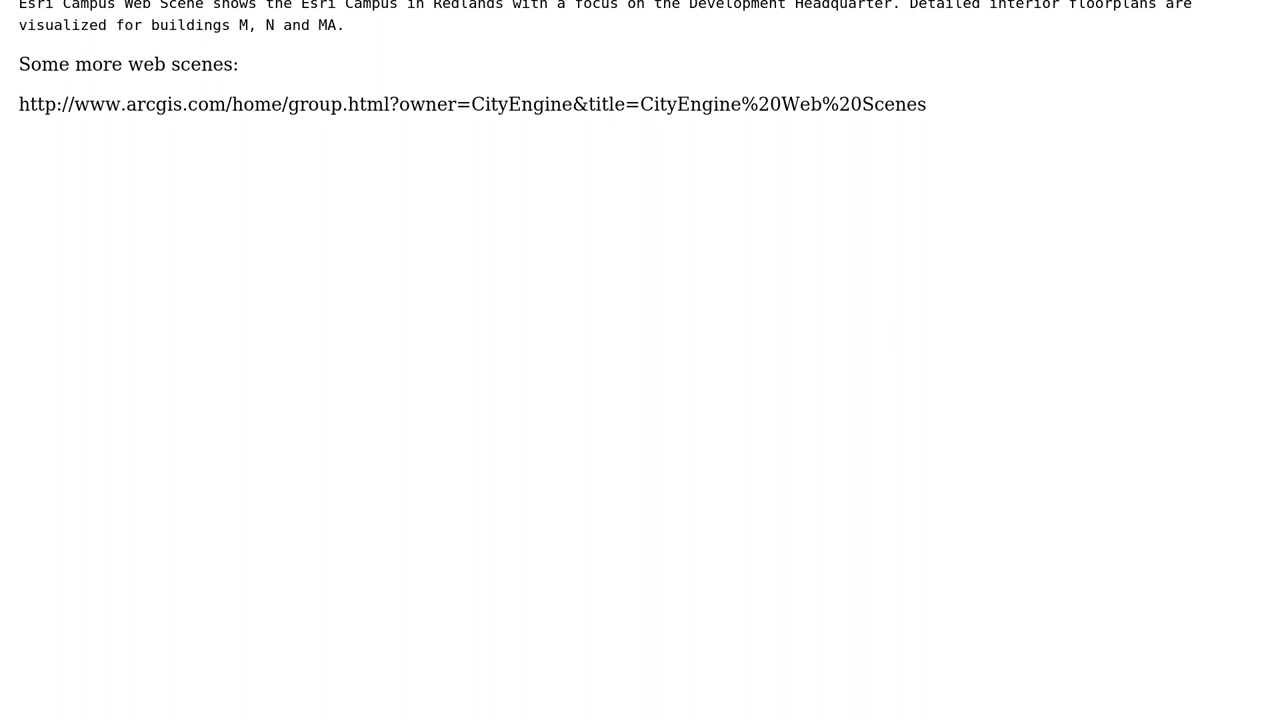 Esri Campus Web Scene shows the Esri Campus in Redlands with a focus on the Development Headquarter. Detailed interior floorplans are
visualized for buildings M, N and MA.
Some more web scenes:
http://www.arcgis.com/home/group.html?owner=CityEngine&title=CityEngine%20Web%20Scenes